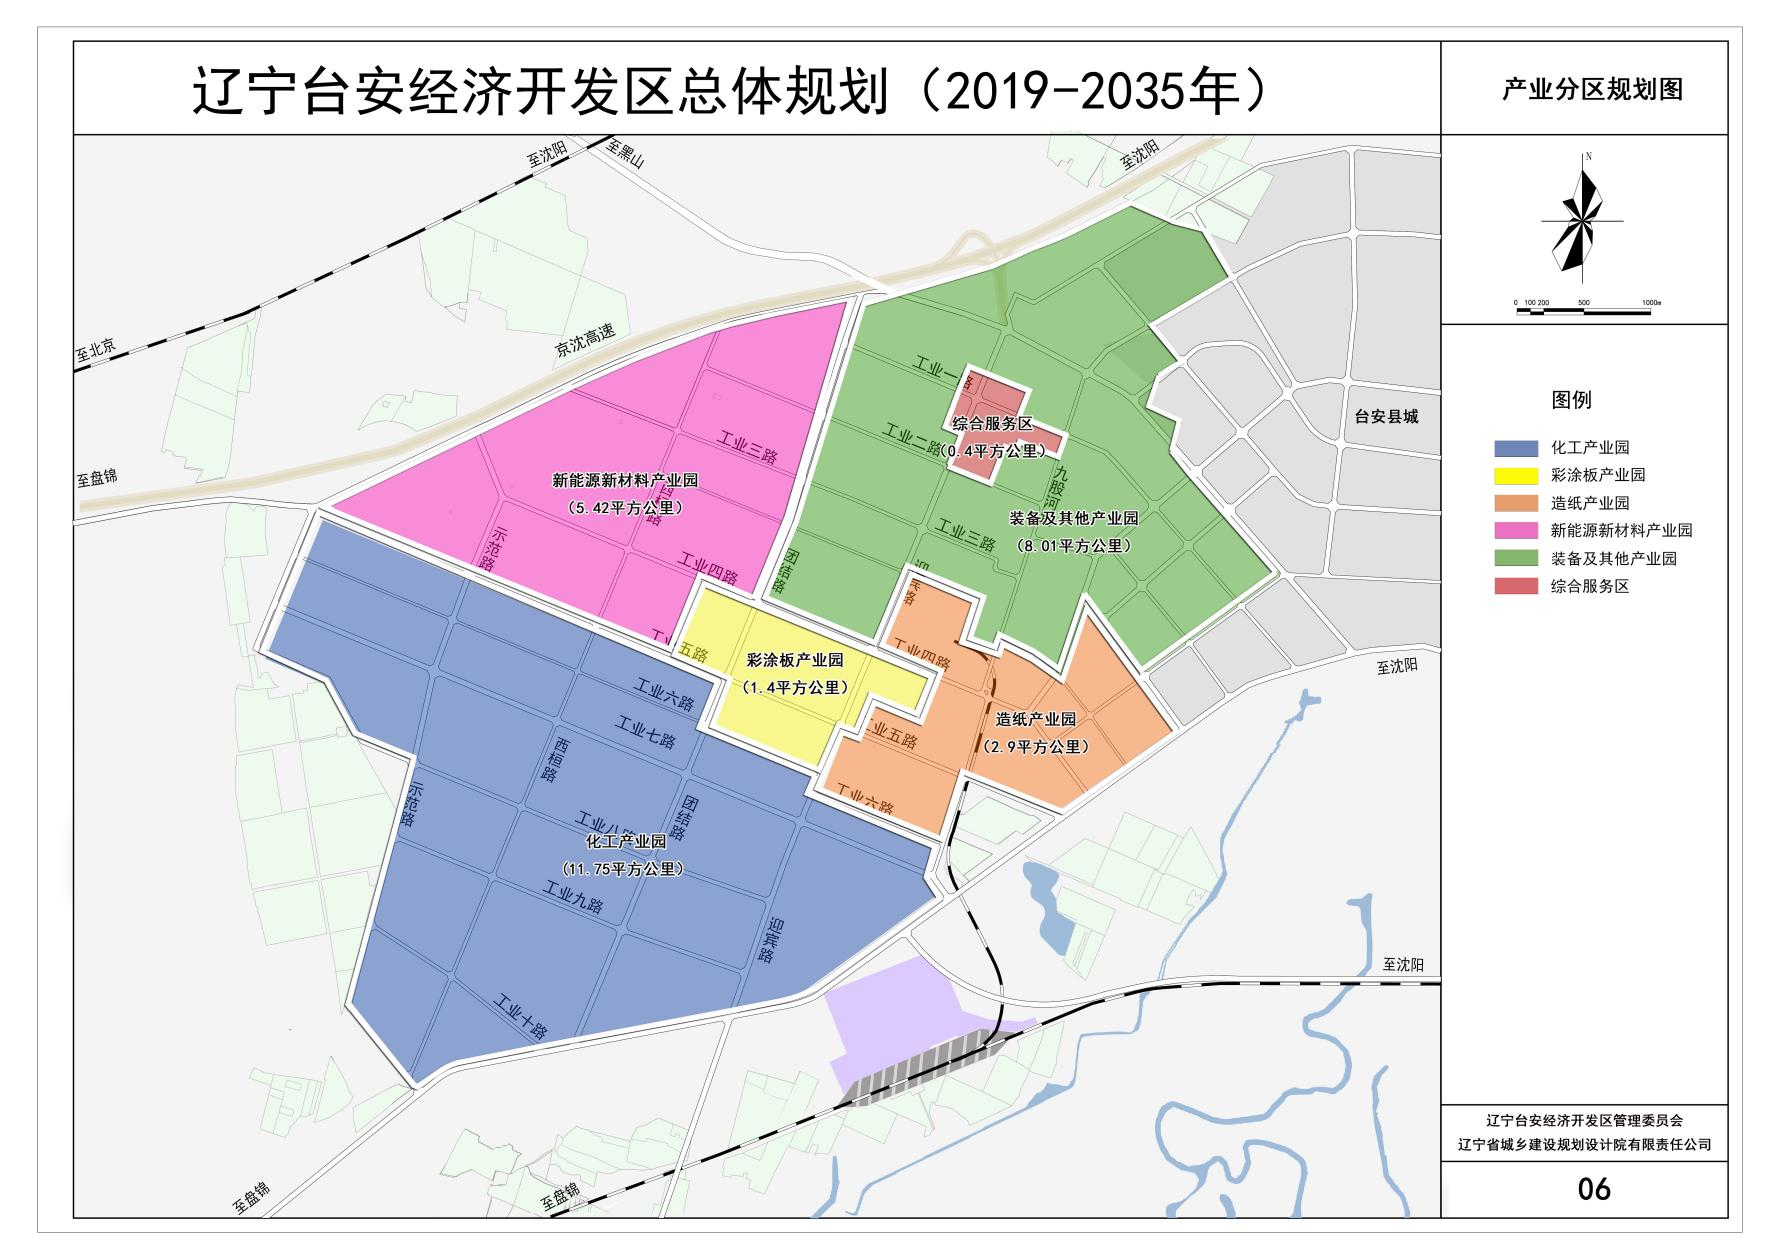 辽宁台安经济开发区总体规划（2019-2035年）
产业分区规划图
N
0 100 200 500 1000m
至沈阳
至黑山
至沈阳
至北京
京沈高速
至盘锦
台安县城
工业一路
综合服务区
（0.4平方公里）
工业二路
九股河
工业三路
新能源新材料产业园
（5.42平方公里）
装备及其他产业园
（8.01平方公里）
工业三路
示范路
团结路
工业四路
工业四路
五路
彩涂板产业园
（1.4平方公里）
至沈阳
工业六路
工业七路
工业五路
造纸产业园
（2.9平方公里）
西桓路
示范路
团结路
工业六路
工业八路
化工产业园
（11.75平方公里）
工业九路
迎宾路
工业十路
至沈阳
至盘锦
至盘锦
图例
化工产业园
彩涂板产业园
造纸产业园
新能源新材料产业园
装备及其他产业园
综合服务区
辽宁台安经济开发区管理委员会
辽宁省城乡建设规划设计院有限责任公司
06